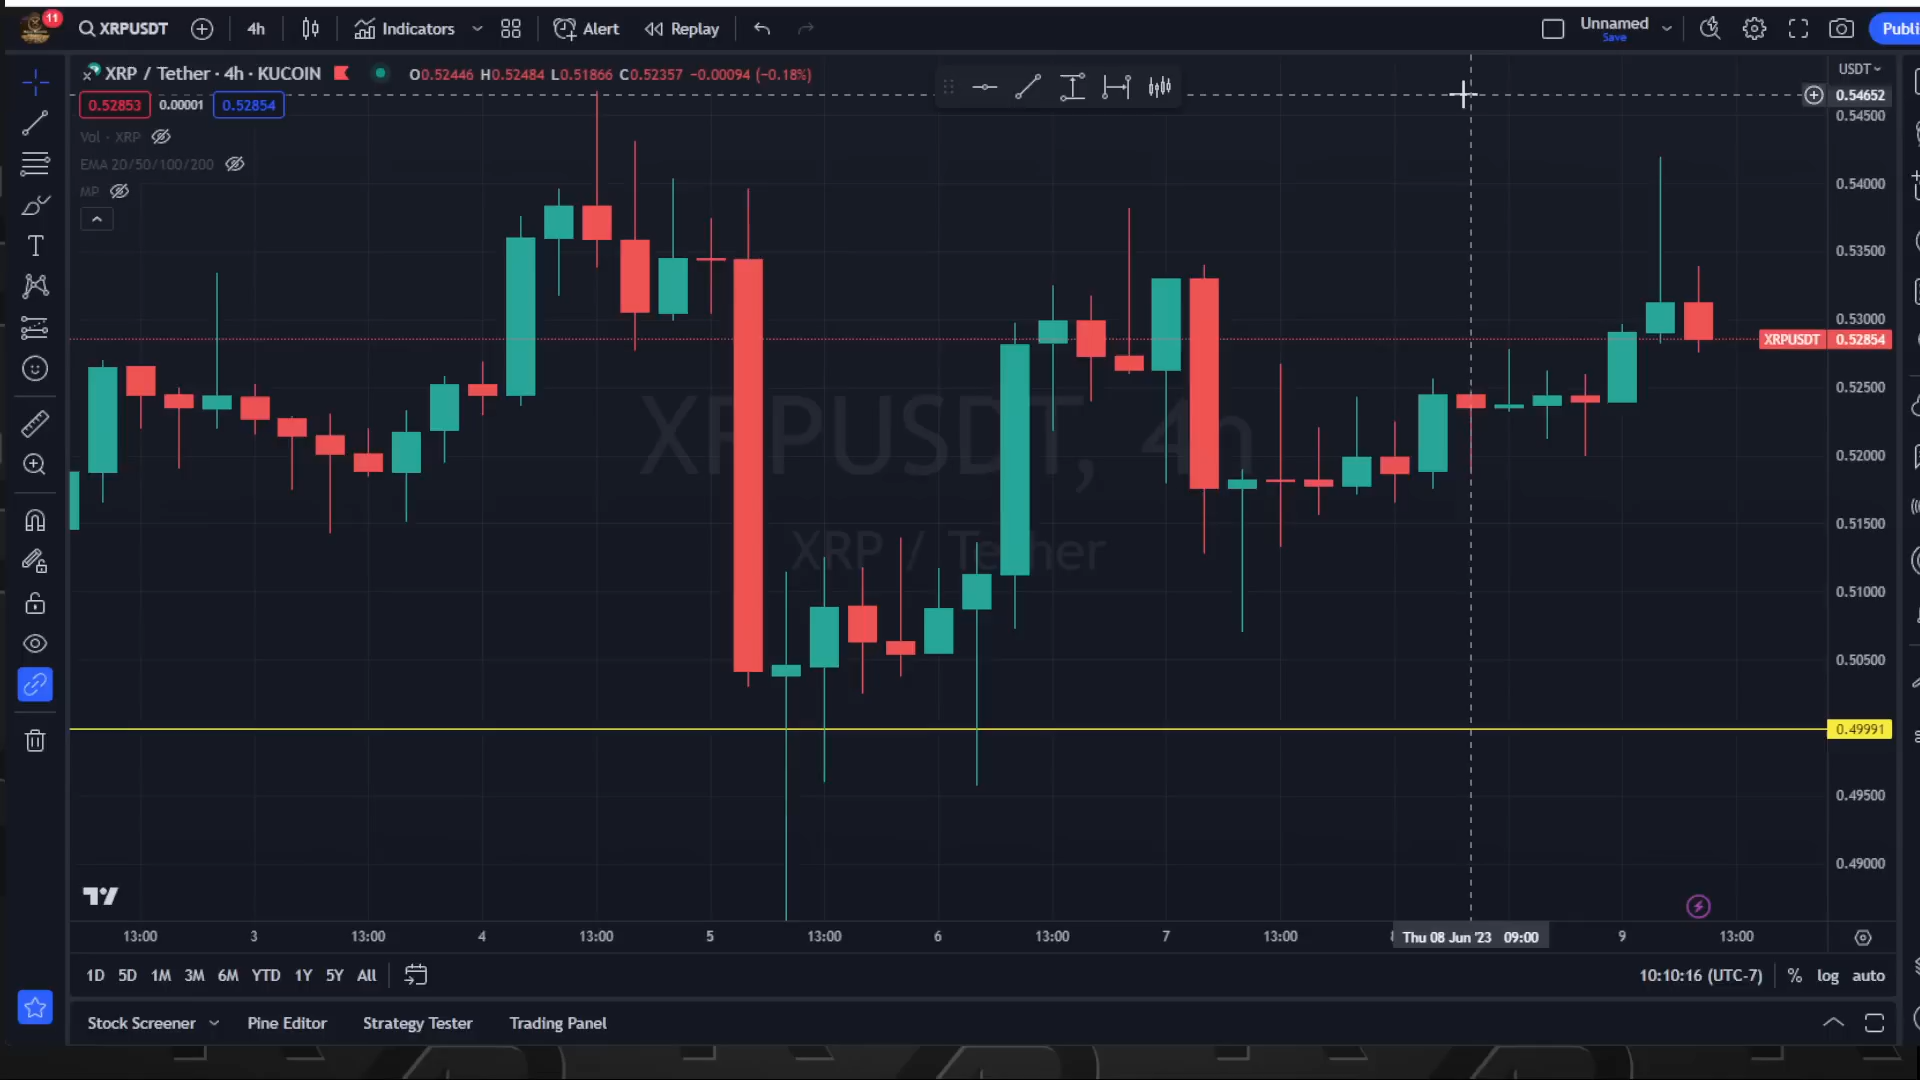 11
XRPUSDT
4h
Indicators
Alert
Replay
Unnamed
Save
Publi
XRP / Tether · 4h · KUCOIN
O0.52446 H0.52484 L0.51866 C0.52357 −0.00094 (−0.18%)
USDT
0.52853 0.00001 0.52854
0.54652
0.54500
Vol · XRP
EMA 20/50/100/200
MP
0.54000
0.53500
0.53000
XRPUSDT 0.52854
0.52500
XRPUSDT, 4h
0.52000
0.51500
XRP / Tether
0.51000
0.50500
0.49991
0.49500
0.49000
13:00 3 13:00 4 13:00 5 13:00 6 13:00 7 13:00 Thu 08 Jun '23 09:00 9 13:00
1D 5D 1M 3M 6M YTD 1Y 5Y All
10:10:16 (UTC-7) % log auto
Stock Screener Pine Editor Strategy Tester Trading Panel